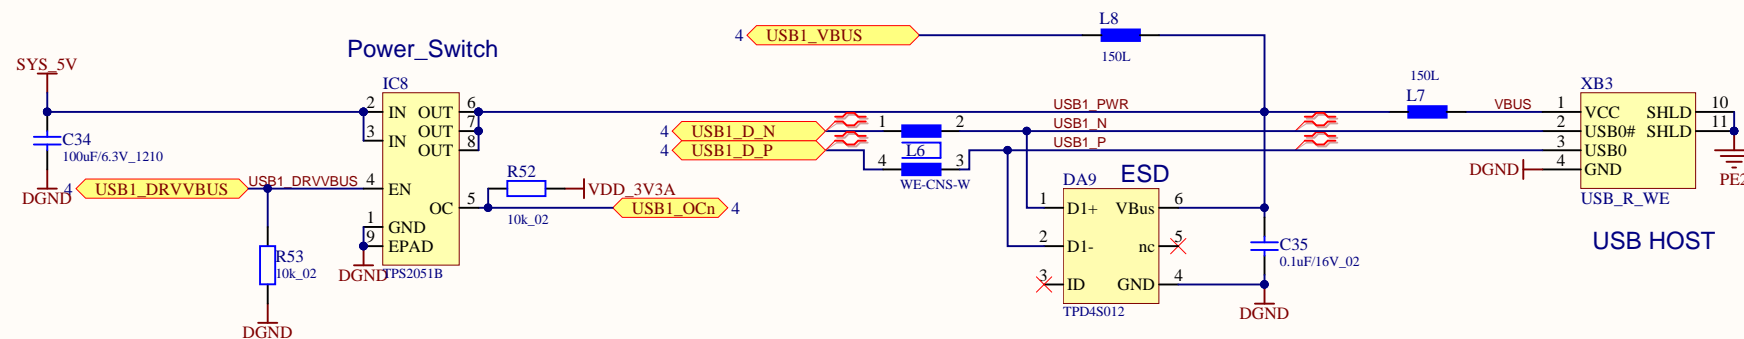 L8
4 USB1_VBUS
150L
Power_Switch
SYS_5V
150L
XB3
IC8
L7
2 IN OUT 6
USB1_PWR
VBUS
1 VCC SHLD 10
3 IN OUT 7
4 USB1_D_N
1 2
USB1_N
2 USB0# SHLD 11
C34
100uF/6.3V_1210
OUT 8
4 USB1_D_P
L6
USB1_P
3 USB0
4 3
DGND 4 GND
WE-CNS-W
PE2
R52
ESD
DA9
USB_R_WE
DGND
4 USB1_DRVVBUS
USB1_DRVVBUS
4 EN
VDD_3V3A
10k_02
OC 5
USB1_OCn 4
1 D1+ VBus 6
1 GND
9 EPAD
2 D1- nc 5
C35
0.1uF/16V_02
USB HOST
R53
10k_02
DGND
TPS2051B
3 ID GND 4
TPD4S012
DGND
DGND